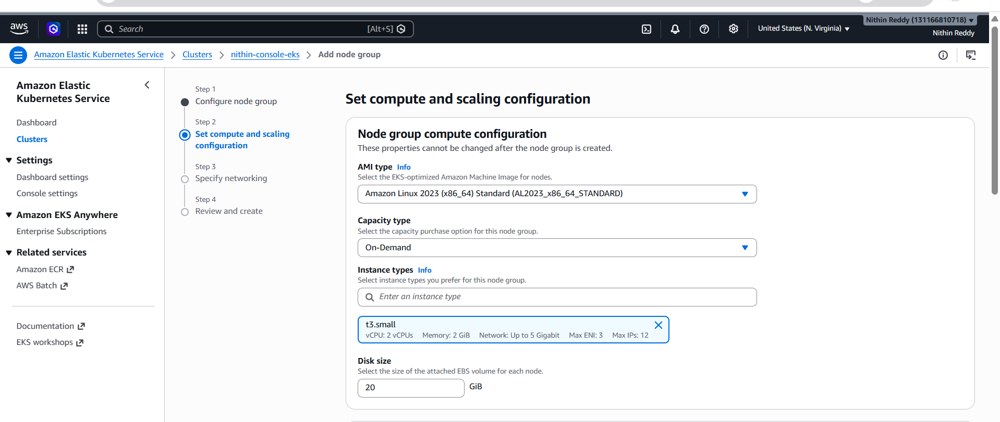 aws
Search
[Alt+S]
United States (N. Virginia)
Nithin Reddy (131166810718)
Nithin Reddy
Amazon Elastic Kubernetes Service
Clusters
nithin-console-eks
Add node group
Amazon Elastic
Kubernetes Service
Dashboard
Clusters
Settings
Dashboard settings
Console settings
Amazon EKS Anywhere
Enterprise Subscriptions
Related services
Amazon ECR
AWS Batch
Documentation
EKS workshops
Step 1
Configure node group
Step 2
Set compute and scaling
configuration
Step 3
Specify networking
Step 4
Review and create
Set compute and scaling configuration
Node group compute configuration
These properties cannot be changed after the node group is created.
AMI type Info
Select the EKS-optimized Amazon Machine Image for nodes.
Amazon Linux 2023 (x86_64) Standard (AL2023_x86_64_STANDARD)
Capacity type
Select the capacity purchase option for this node group.
On-Demand
Instance types Info
Select instance types you prefer for this node group.
Enter an instance type
t3.small
vCPU: 2 vCPUs Memory: 2 GiB Network: Up to 5 Gigabit Max ENI: 3 Max IPs: 12
Disk size
Select the size of the attached EBS volume for each node.
20 GiB